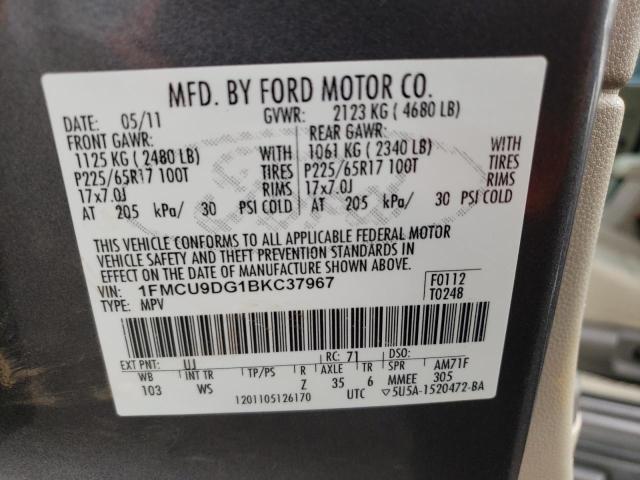 MFD. BY FORD MOTOR CO.
DATE: 05/11 GVWR: 2123 KG ( 4680 LB)
FRONT GAWR: REAR GAWR:
1125 KG ( 2480 LB) WITH 1061 KG ( 2340 LB) WITH
P225/65R17 100T TIRES P225/65R17 100T TIRES
17x7.0J RIMS 17x7.0J RIMS
AT 205 kPa/ 30 PSI COLD AT 205 kPa/ 30 PSI COLD
THIS VEHICLE CONFORMS TO ALL APPLICABLE FEDERAL MOTOR
VEHICLE SAFETY AND THEFT PREVENTION STANDARDS IN
EFFECT ON THE DATE OF MANUFACTURE SHOWN ABOVE.
VIN: 1FMCU9DG1BKC37967 F0112
TYPE: MPV T0248
EXT PNT: UJ RC: 71 DSO:
WB INT TR TP/PS R AXLE TR SPR AM71F
103 WS Z 35 6 MMEE 305
1201105126170 UTC ▽5U5A-1520472-BA